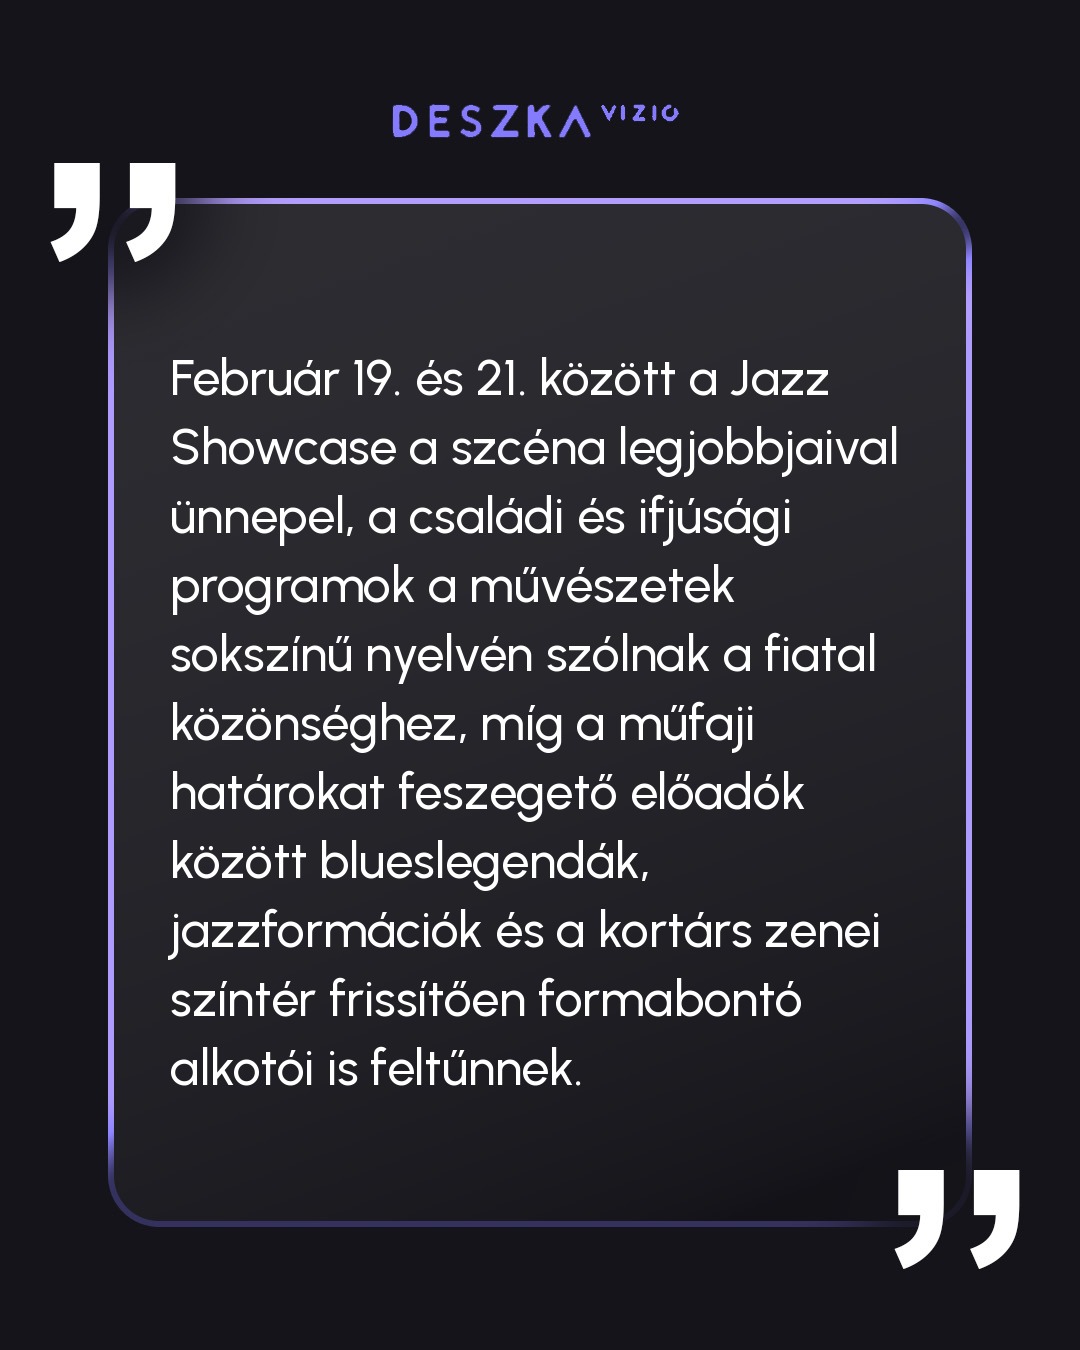 DESZKA VIZIO
”
Február 19. és 21. között a Jazz
Showcase a szcéna legjobbjaival
ünnepel, a családi és ifjúsági
programok a művészetek
sokszínű nyelvén szólnak a fiatal
közönséghez, míg a műfaji
határokat feszegető előadók
között blueslegendák,
jazzformációk és a kortárs zenei
színtér frissítően formabontó
alkotói is feltűnnek.
”